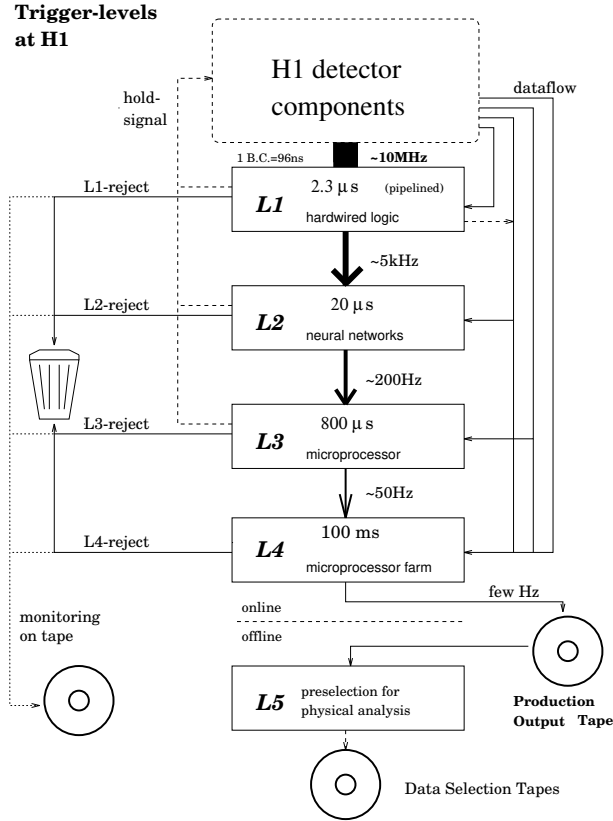 Trigger-levels
at H1
H1 detector
components
dataflow
hold-
signal
1 B.C.=96ns
~10MHz
L1-reject
L1
2.3 μs (pipelined)
hardwired logic
~5kHz
L2-reject
L2
20 μs
neural networks
~200Hz
L3-reject
L3
800 μs
microprocessor
~50Hz
L4-reject
L4
100 ms
microprocessor farm
few Hz
online
offline
monitoring
on tape
L5
preselection for
physical analysis
Production
Output Tape
Data Selection Tapes